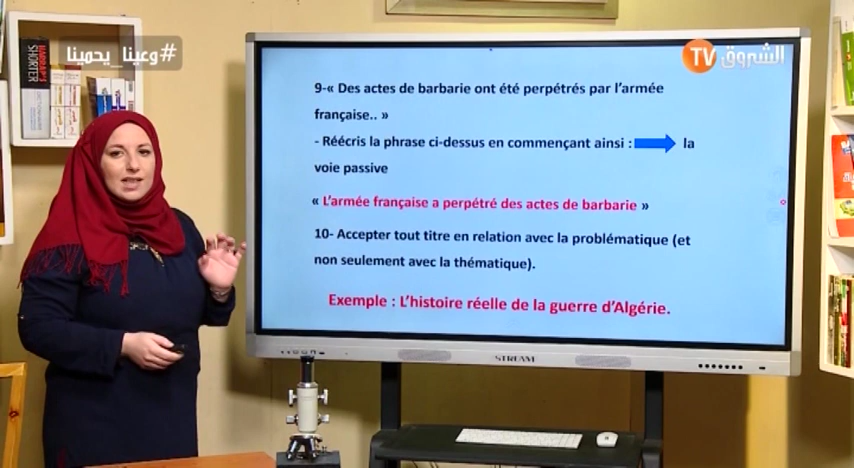 #وعينا_يحمينا
الشروق TV
SHORTER
9-« Des actes de barbarie ont été perpétrés par l'armée
française.. »
- Réécris la phrase ci-dessus en commençant ainsi : la
voie passive
« L'armée française a perpétré des actes de barbarie »
10- Accepter tout titre en relation avec la problématique (et
non seulement avec la thématique).
Exemple : L'histoire réelle de la guerre d'Algérie.
STREAM